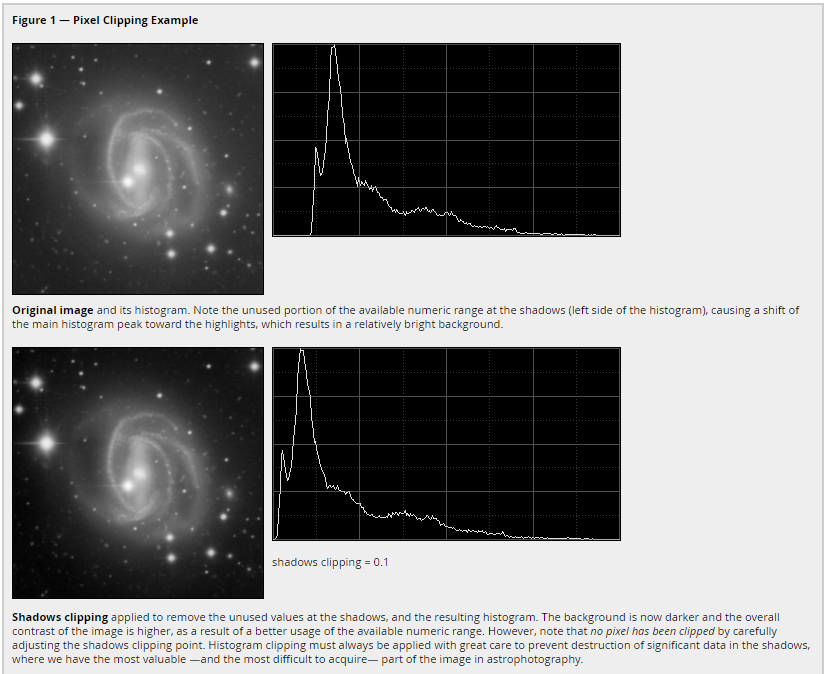 Figure 1 — Pixel Clipping Example
Original image and its histogram. Note the unused portion of the available numeric range at the shadows (left side of the histogram), causing a shift of
the main histogram peak toward the highlights, which results in a relatively bright background.
shadows clipping = 0.1
Shadows clipping applied to remove the unused values at the shadows, and the resulting histogram. The background is now darker and the overall
contrast of the image is higher, as a result of a better usage of the available numeric range. However, note that no pixel has been clipped by carefully
adjusting the shadows clipping point. Histogram clipping must always be applied with great care to prevent destruction of significant data in the shadows,
where we have the most valuable —and the most difficult to acquire— part of the image in astrophotography.